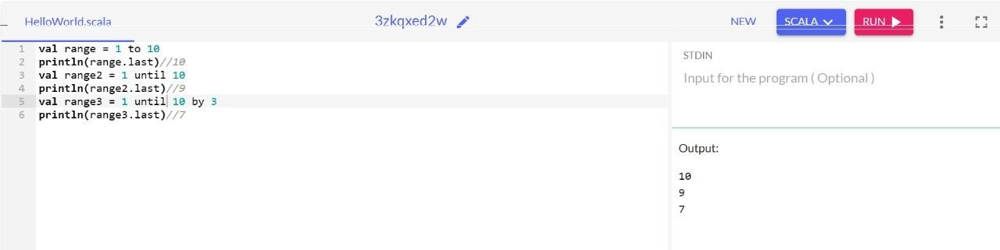 HelloWorld.scala
3zkqxed2w
NEW
SCALA
RUN
1 val range = 1 to 10
2 println(range.last)//10
3 val range2 = 1 until 10
4 println(range2.last)//9
5 val range3 = 1 until 10 by 3
6 println(range3.last)//7
STDIN
Input for the program ( Optional )
Output:
10
9
7